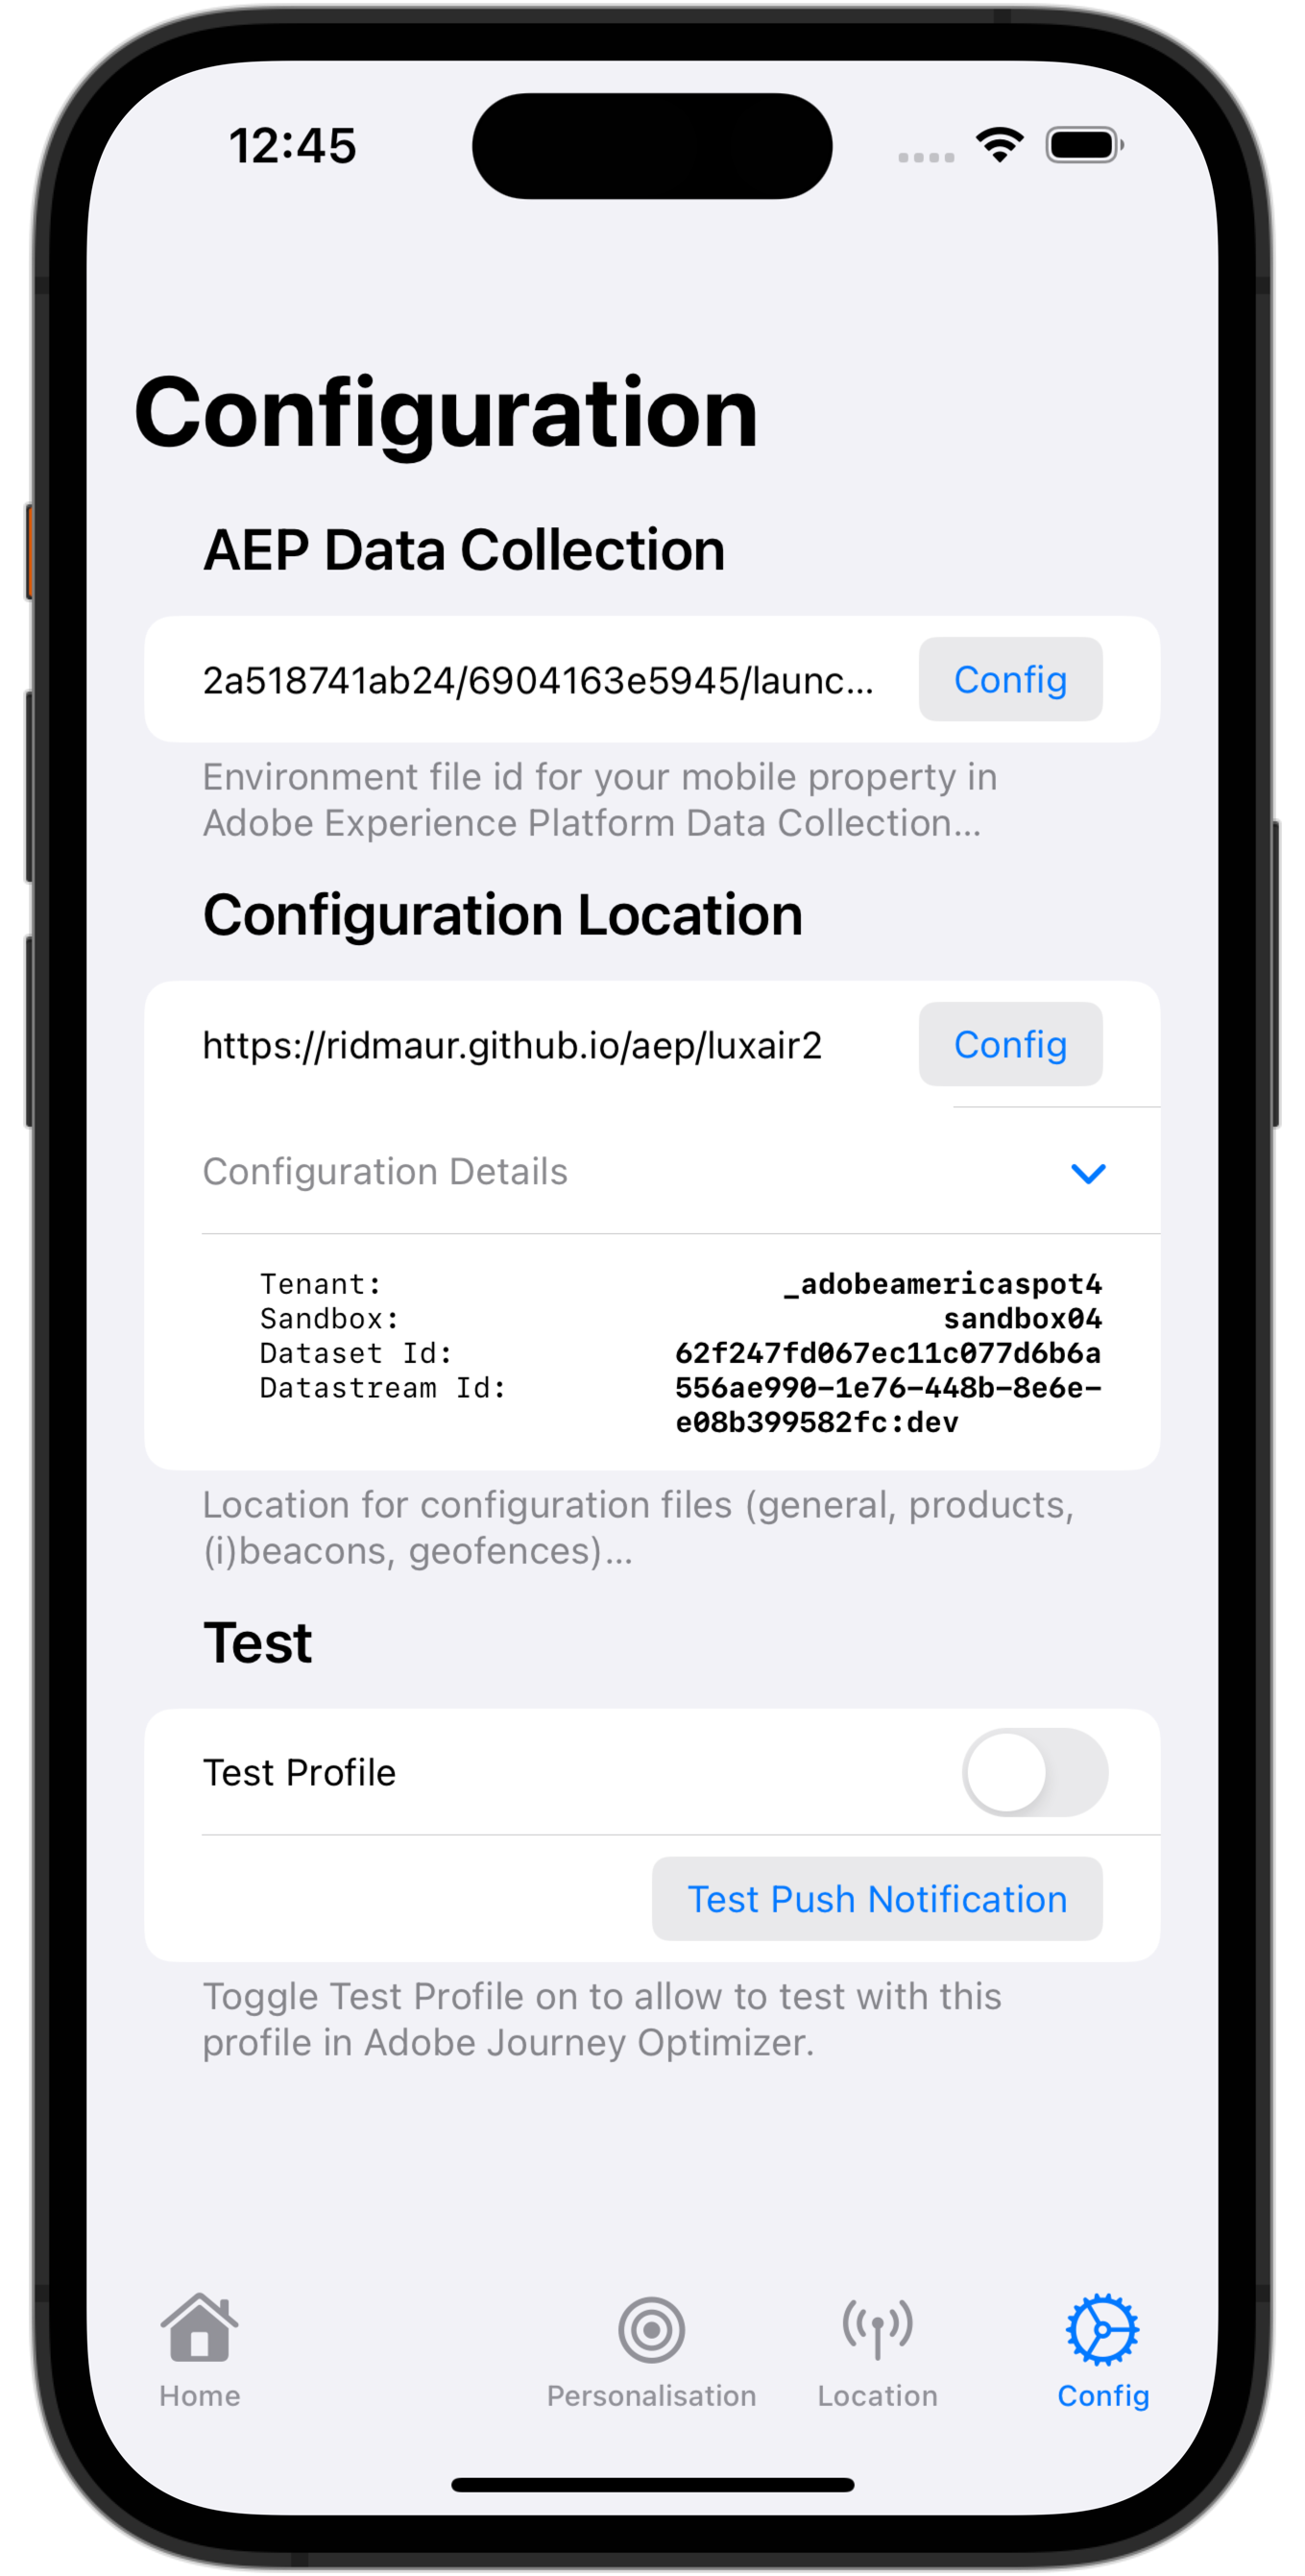 12:45
Configuration
AEP Data Collection
2a518741ab24/6904163e5945/launc...
Config
Environment file id for your mobile property in
Adobe Experience Platform Data Collection...
Configuration Location
https://ridmaur.github.io/aep/luxair2
Config
Configuration Details
Tenant: _adobeamericaspot4
Sandbox: sandbox04
Dataset Id: 62f247fd067ec11c077d6b6a
Datastream Id: 556ae990-1e76-448b-8e6e-
e08b399582fc:dev
Location for configuration files (general, products,
(i)beacons, geofences)...
Test
Test Profile
Test Push Notification
Toggle Test Profile on to allow to test with this
profile in Adobe Journey Optimizer.
Home
Personalisation
Location
Config